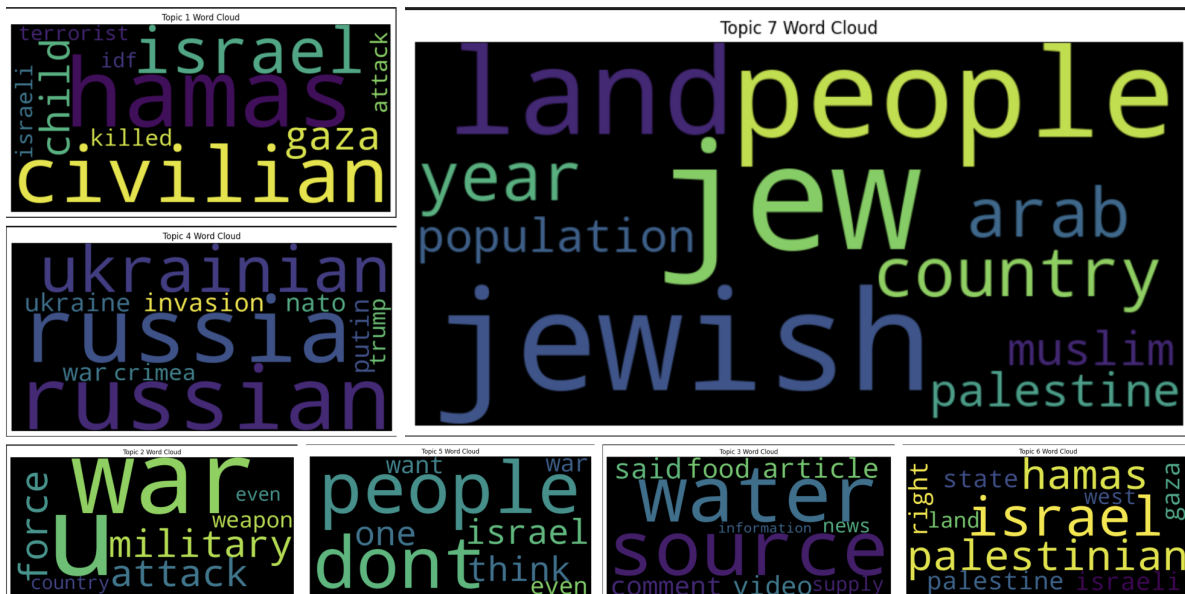 Topic 1 Word Cloud
terrorist
israel
idf
hamas
attack
israeli
child
killed
gaza
civilian
Topic 7 Word Cloud
land
people
year
jew
arab
population
country
jewish
muslim
palestine
Topic 4 Word Cloud
ukrainian
ukraine
invasion
nato
russia
putin
trump
war
crimea
russian
Topic 2 Word Cloud
war
force
even
weapon
u
military
attack
country
Topic 5 Word Cloud
want
war
people
one
israel
dont
think
even
Topic 3 Word Cloud
said
food
article
water
information
news
source
comment
video
supply
Topic 6 Word Cloud
right
state
hamas
gaza
west
land
israel
palestinian
palestine
israeli